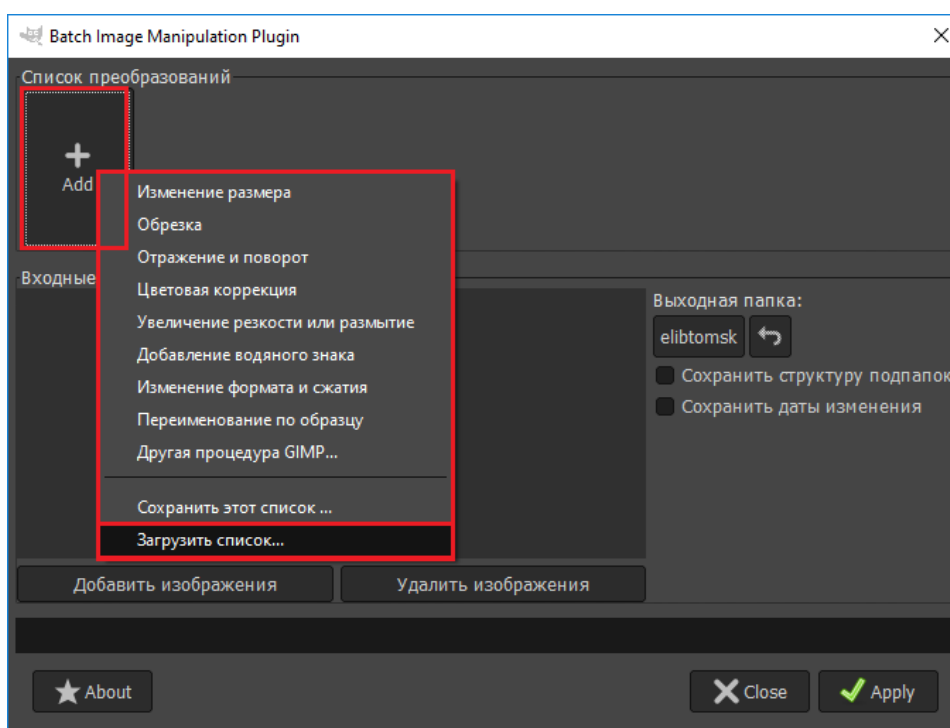 Batch Image Manipulation Plugin
Список преобразований
Add
Изменение размера
Обрезка
Отражение и поворот
Цветовая коррекция
Увеличение резкости или размытие
Добавление водяного знака
Изменение формата и сжатия
Переименование по образцу
Другая процедура GIMP...
Сохранить этот список ...
Загрузить список...
Входные
Выходная папка:
elibtomsk
Сохранить структуру подпапок
Сохранить даты изменения
Добавить изображения
Удалить изображения
About
Close
Apply